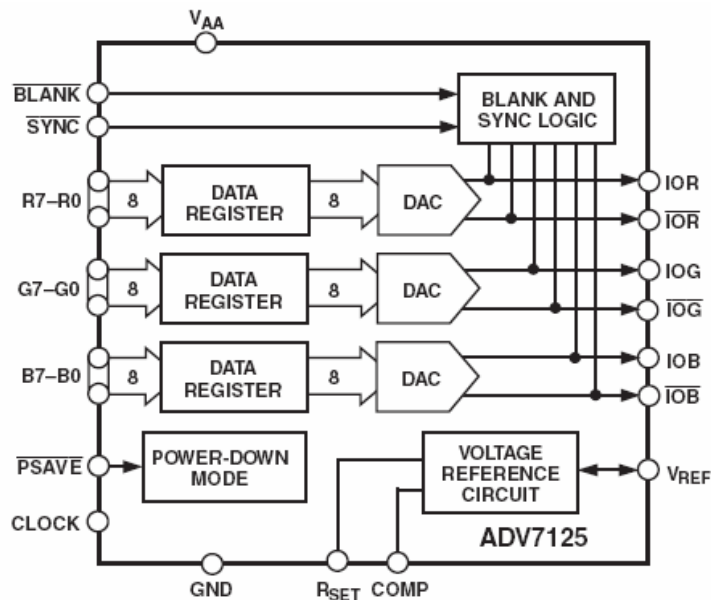 VAA
BLANK
SYNC
BLANK AND
SYNC LOGIC
R7–R0
8
DATA
REGISTER
8
DAC
IOR
IOR
G7–G0
8
DATA
REGISTER
8
DAC
IOG
IOG
B7–B0
8
DATA
REGISTER
8
DAC
IOB
IOB
PSAVE
POWER-DOWN
MODE
VOLTAGE
REFERENCE
CIRCUIT
VREF
CLOCK
ADV7125
GND
RSET
COMP